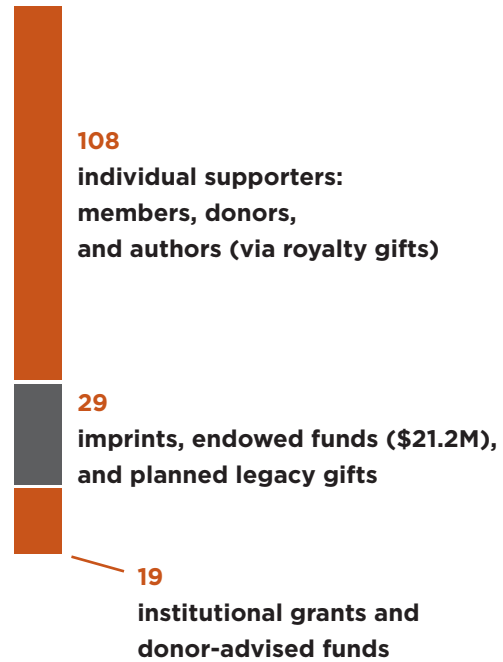 108
individual supporters:
members, donors,
and authors (via royalty gifts)
29
imprints, endowed funds ($21.2M),
and planned legacy gifts
19
institutional grants and
donor-advised funds